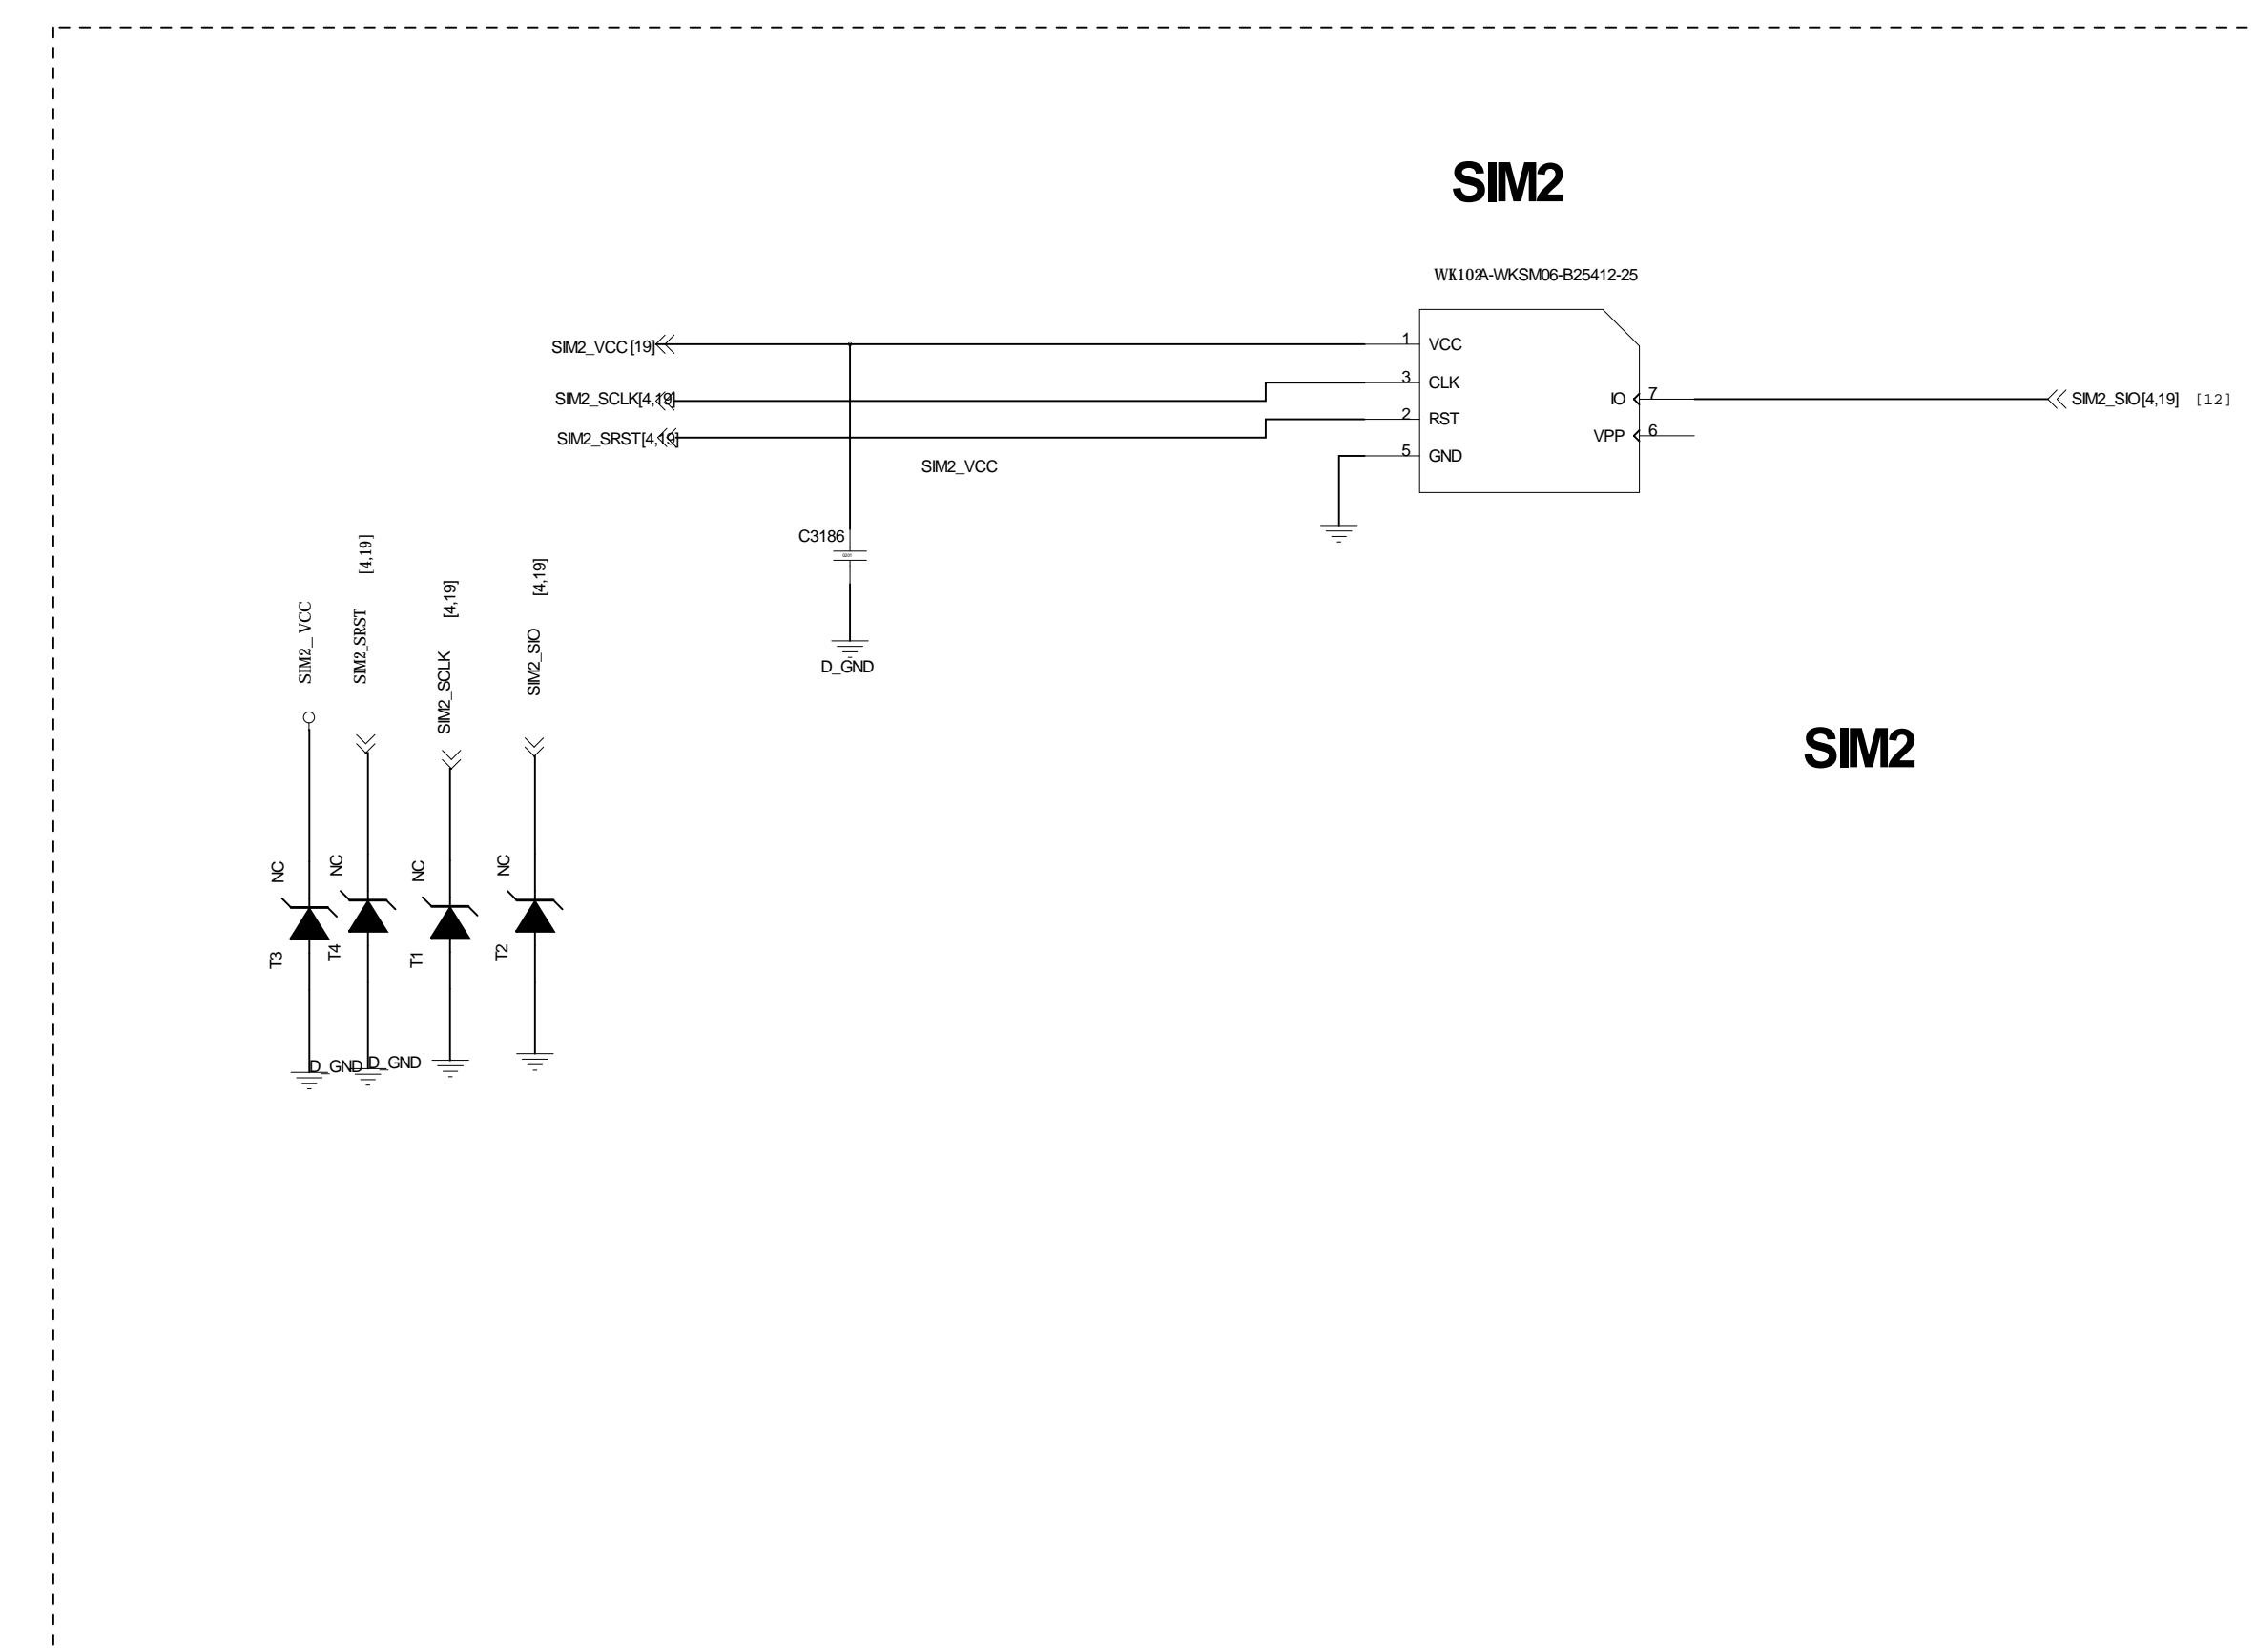 SIM2
WK102A-WKSM06-B25412-25
SIM2_VCC [19]
1
VCC
3
CLK
SIM2_SCLK[4,19]
IO
7
SIM2_SIO[4,19] [12]
2
RST
SIM2_SRST[4,19]
VPP
6
5
GND
SIM2_VCC
C3186
D_GND
SIM2_ VCC
SIM2_SRST [4,19]
SIM2_SCLK [4,19]
SIM2_SIO [4,19]
SIM2
NC
NC
NC
NC
T3
T4
T1
T2
D_GND
D_GND